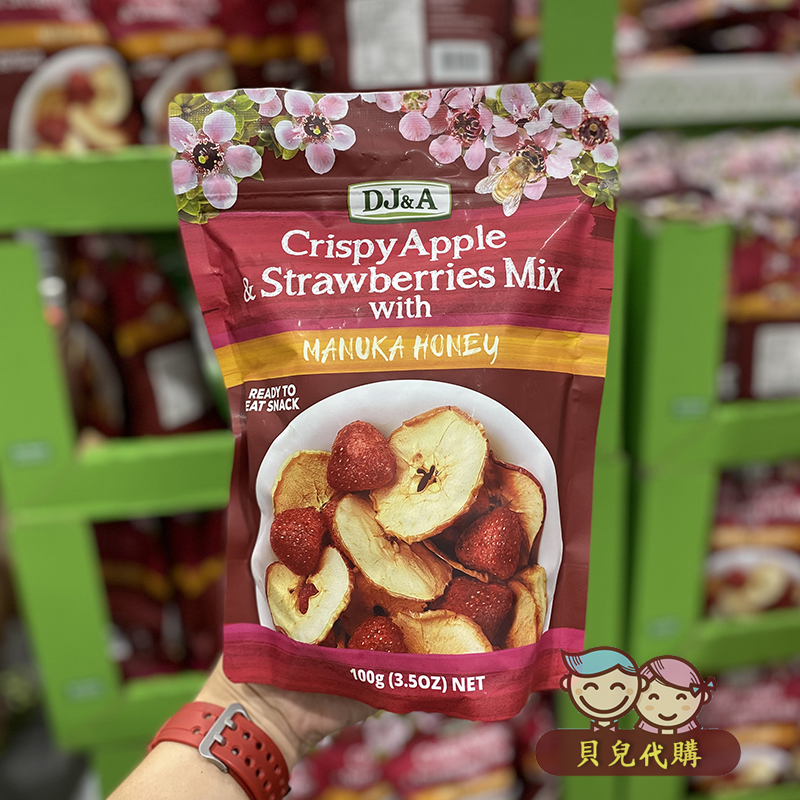 DJ&A
Crispy Apple
& Strawberries Mix
with
MANUKA HONEY
READY TO
EAT SNACK
100g (3.5OZ) NET
貝兒代購